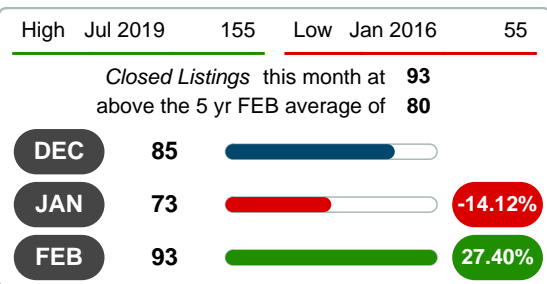 High Jul 2019 155 Low Jan 2016 55
Closed Listings this month at 93
above the 5 yr FEB average of 80
DEC 85
JAN 73 -14.12%
FEB 93 27.40%